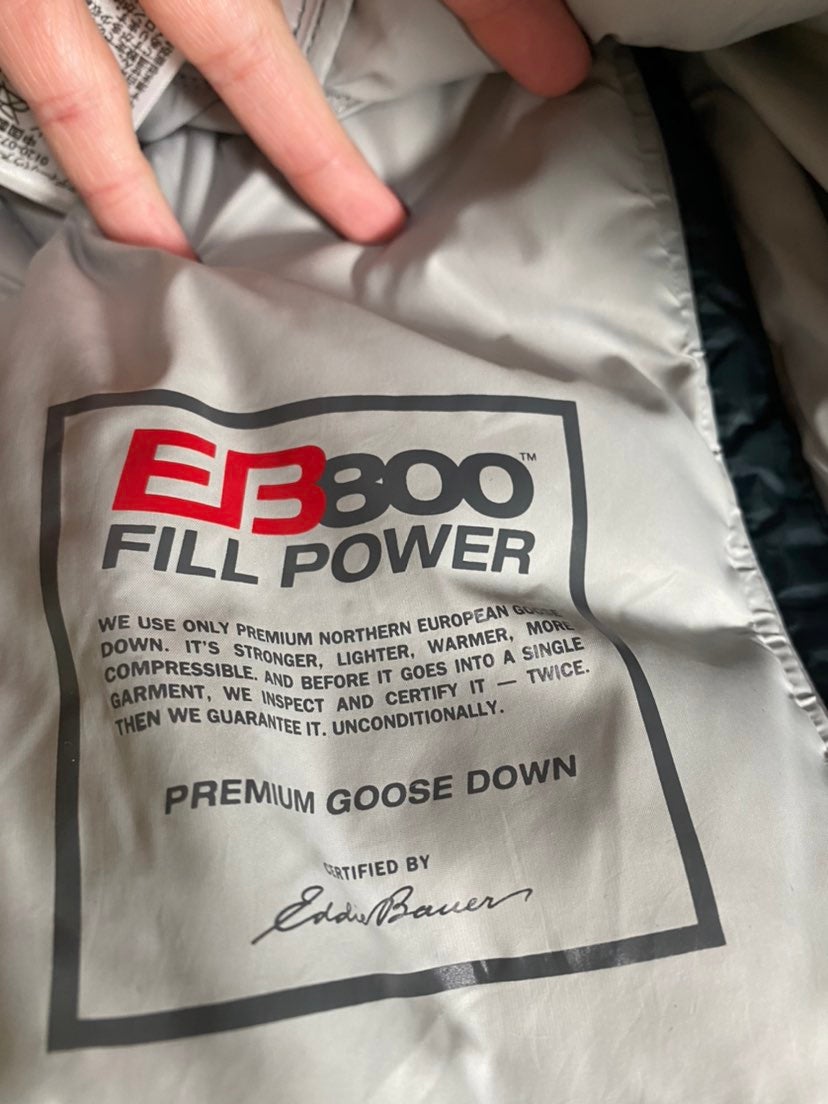 EB800™
FILL POWER
WE USE ONLY PREMIUM NORTHERN EUROPEAN GOOSE
DOWN. IT'S STRONGER, LIGHTER, WARMER, MORE
COMPRESSIBLE. AND BEFORE IT GOES INTO A SINGLE
GARMENT, WE INSPECT AND CERTIFY IT — TWICE.
THEN WE GUARANTEE IT. UNCONDITIONALLY.
PREMIUM GOOSE DOWN
CERTIFIED BY
Eddie Bauer